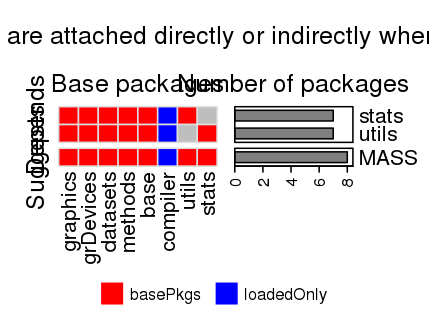 are attached directly or indirectly when
Base packages
Number of packages
Depends
Suggests
stats
utils
MASS
graphics
grDevices
datasets
methods
base
compiler
utils
stats
0
2
4
6
8
basePkgs
loadedOnly